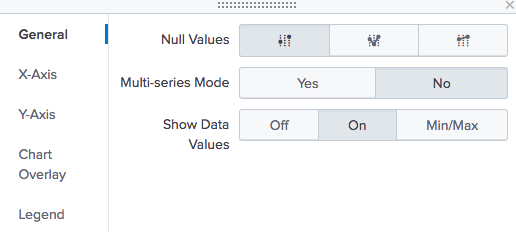 General
X-Axis
Y-Axis
Chart
Overlay
Legend
Null Values
Multi-series Mode
Yes
No
Show Data
Values
Off
On
Min/Max